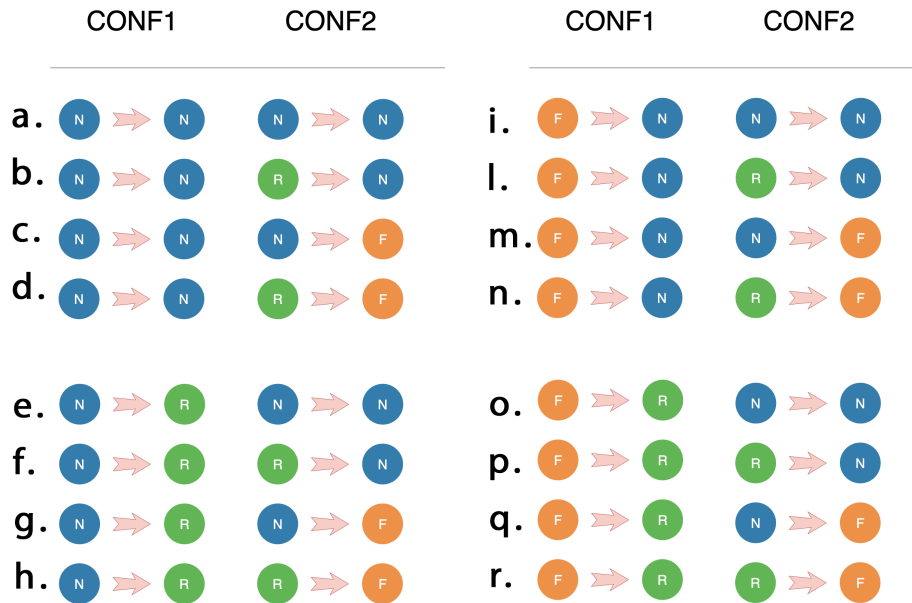 CONF1 CONF2
a. N N N N
b. N N R N
c. N N N F
d. N N R F
e. N R N N
f. N R R N
g. N R N F
h. N R R F
CONF1 CONF2
i. F N N N
l. F N R N
m. F N N F
n. F N R F
o. F R N N
p. F R R N
q. F R N F
r. F R R F